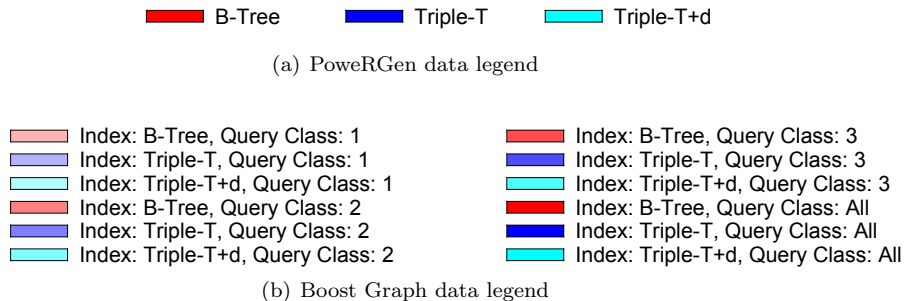 B-Tree Triple-T Triple-T+d
(a) PoweRGen data legend
Index: B-Tree, Query Class: 1
Index: Triple-T, Query Class: 1
Index: Triple-T+d, Query Class: 1
Index: B-Tree, Query Class: 2
Index: Triple-T, Query Class: 2
Index: Triple-T+d, Query Class: 2
Index: B-Tree, Query Class: 3
Index: Triple-T, Query Class: 3
Index: Triple-T+d, Query Class: 3
Index: B-Tree, Query Class: All
Index: Triple-T, Query Class: All
Index: Triple-T+d, Query Class: All
(b) Boost Graph data legend